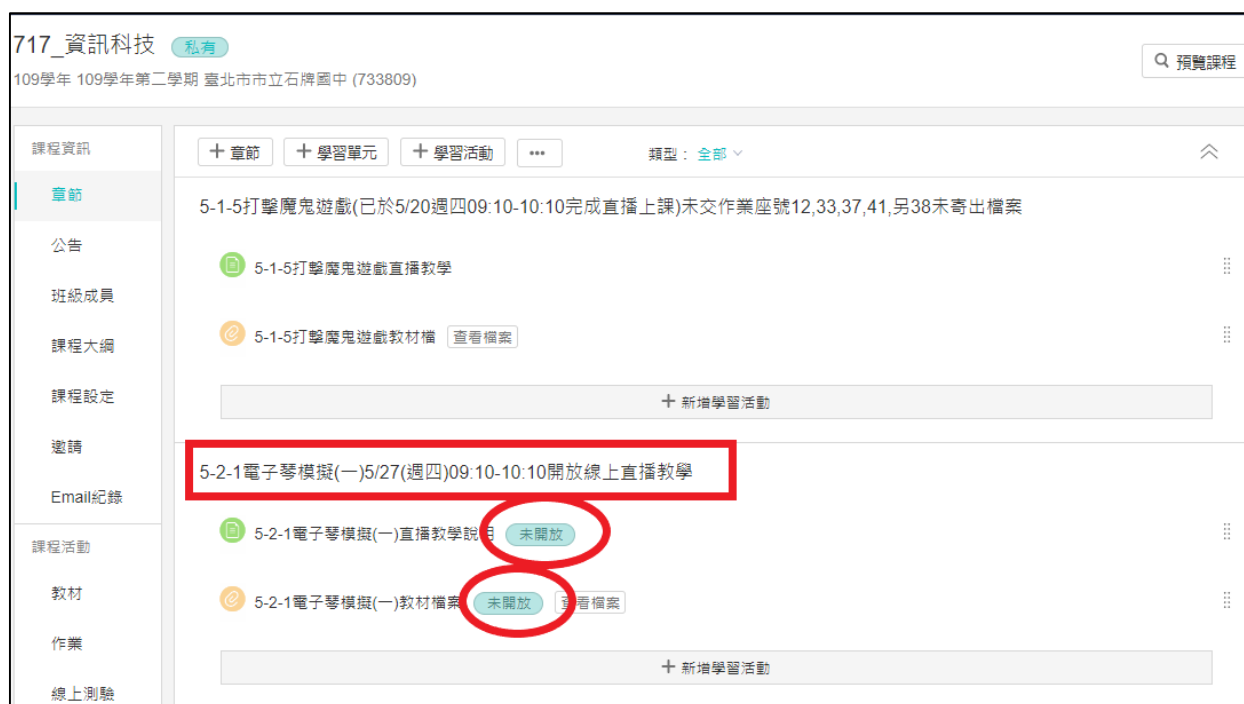 717_資訊科技 私有
109學年 109學年第二學期 臺北市市立石牌國中 (733809)
預覽課程
課程資訊
章節
公告
班級成員
課程大綱
課程設定
邀請
Email紀錄
課程活動
教材
作業
線上測驗
+ 章節 + 學習單元 + 學習活動 ••• 類型： 全部
5-1-5打擊魔鬼遊戲(已於5/20週四09:10-10:10完成直播上課)未交作業座號12,33,37,41,另38未寄出檔案
5-1-5打擊魔鬼遊戲直播教學
5-1-5打擊魔鬼遊戲教材檔 查看檔案
+ 新增學習活動
5-2-1電子琴模擬(一)5/27(週四)09:10-10:10開放線上直播教學
5-2-1電子琴模擬(一)直播教學說明 未開放
5-2-1電子琴模擬(一)教材檔案 未開放 查看檔案
+ 新增學習活動